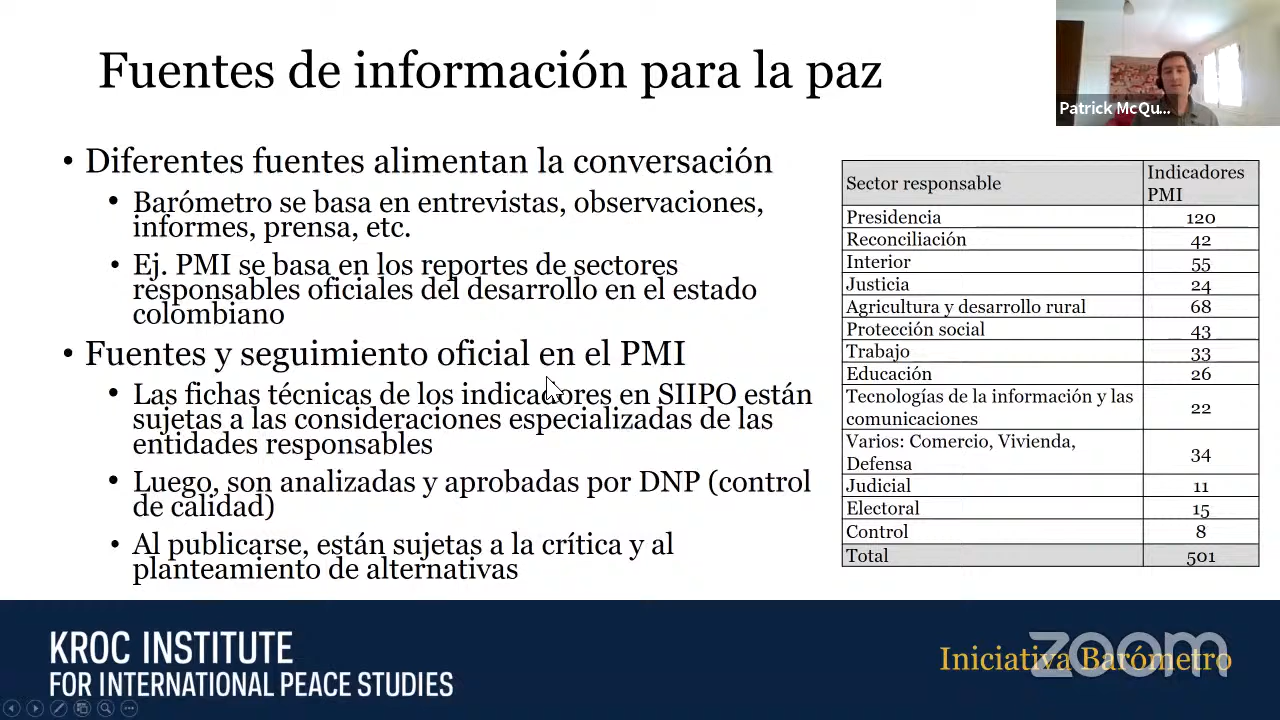 Fuentes de información para la paz
Patrick McQu...
• Diferentes fuentes alimentan la conversación
• Barómetro se basa en entrevistas, observaciones,
informes, prensa, etc.
• Ej. PMI se basa en los reportes de sectores
responsables oficiales del desarrollo en el estado
colombiano
• Fuentes y seguimiento oficial en el PMI
• Las fichas técnicas de los indicadores en SIIPO están
sujetas a las consideraciones especializadas de las
entidades responsables
• Luego, son analizadas y aprobadas por DNP (control
de calidad)
• Al publicarse, están sujetas a la crítica y al
planteamiento de alternativas
Sector responsable Indicadores
PMI
Presidencia 120
Reconciliación 42
Interior 55
Justicia 24
Agricultura y desarrollo rural 68
Protección social 43
Trabajo 33
Educación 26
Tecnologías de la información y las
comunicaciones 22
Varios: Comercio, Vivienda,
Defensa 34
Judicial 11
Electoral 15
Control 8
Total 501
KROC INSTITUTE
FOR INTERNATIONAL PEACE STUDIES
Iniciativa Barómetro
zoom